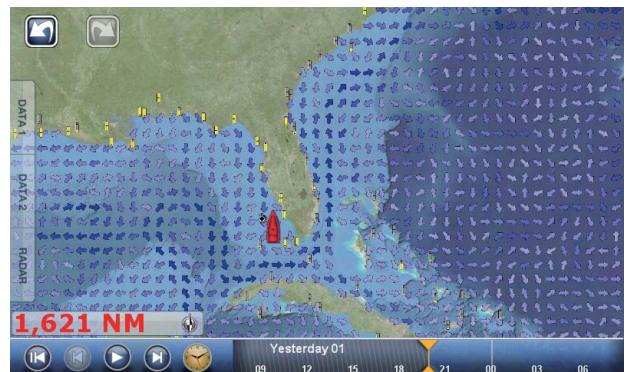 DATA 1
DATA 2
RADAR
1,621 NM
Yesterday 01
09 12 15 18 21 00 03 06